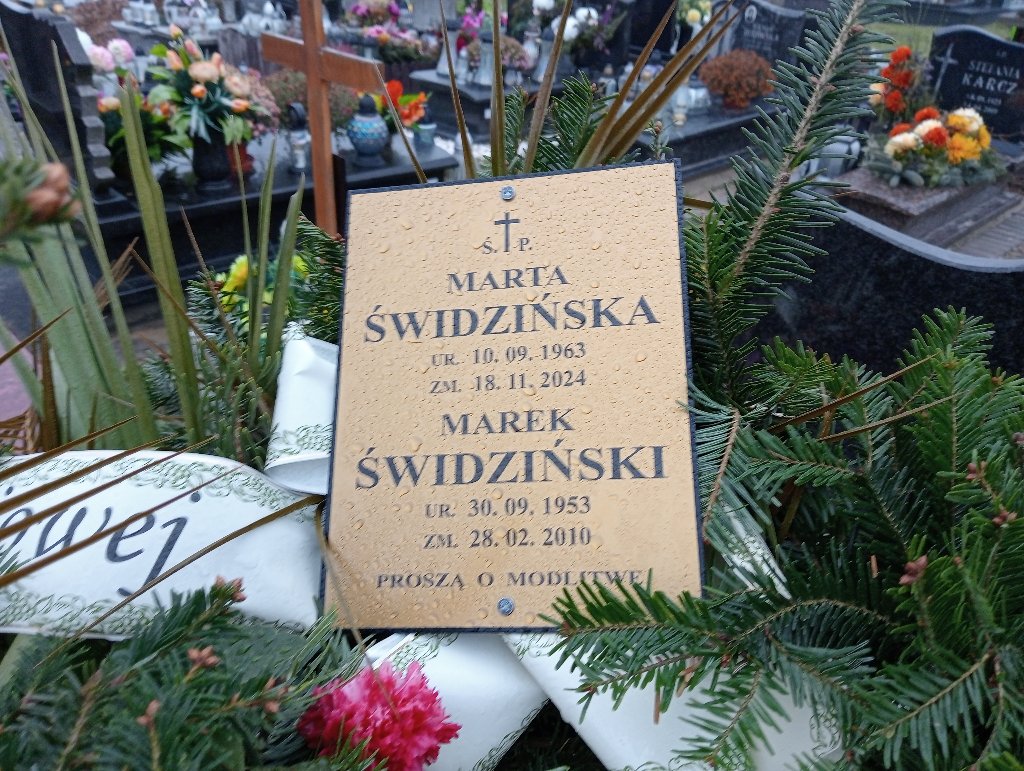 Ś. P.
MARTA
ŚWIDZIŃSKA
UR. 10. 09. 1963
ZM. 18. 11. 2024
MAREK
ŚWIDZIŃSKI
UR. 30. 09. 1953
ZM. 28. 02. 2010
PROSZĄ O MODLITWĘ
STEFANIA
KARCZ